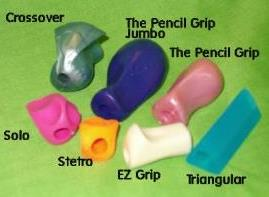 Crossover
The Pencil Grip
Jumbo
The Pencil Grip
Solo
Stetro
EZ Grip
Triangular